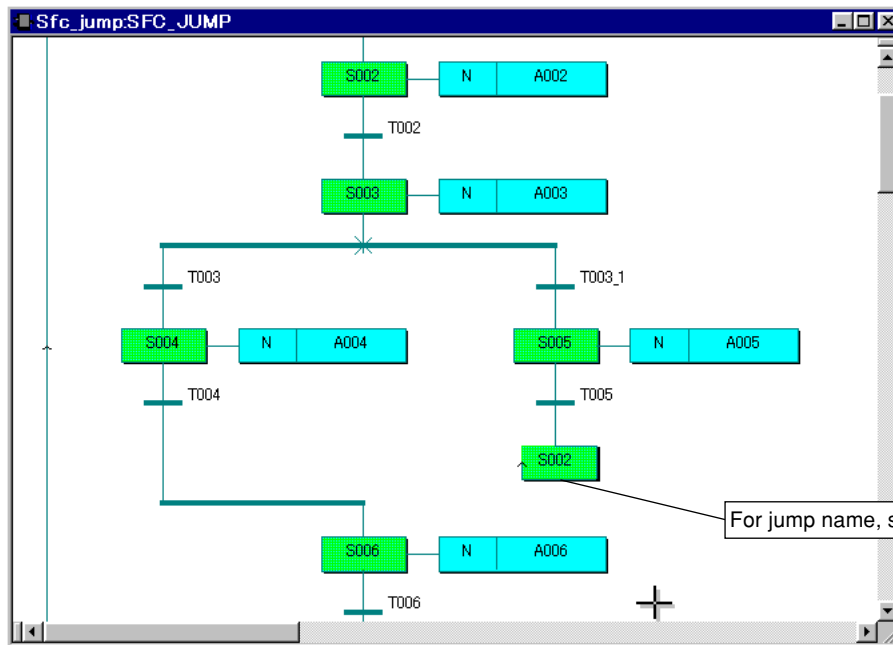 Sfc_jump:SFC_JUMP
S002 N A002
T002
S003 N A003
T003 T003_1
S004 N A004 S005 N A005
T004 T005
S002
For jump name, s
S006 N A006
T006